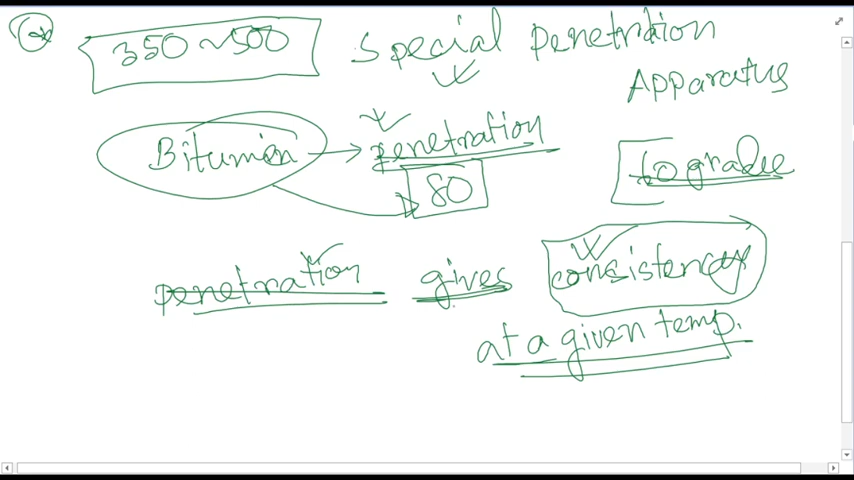 350 ~ 500 Special Penetration
Apparatus
Bitumen → penetration to grade
80
penetration gives consistency
at a given temp.